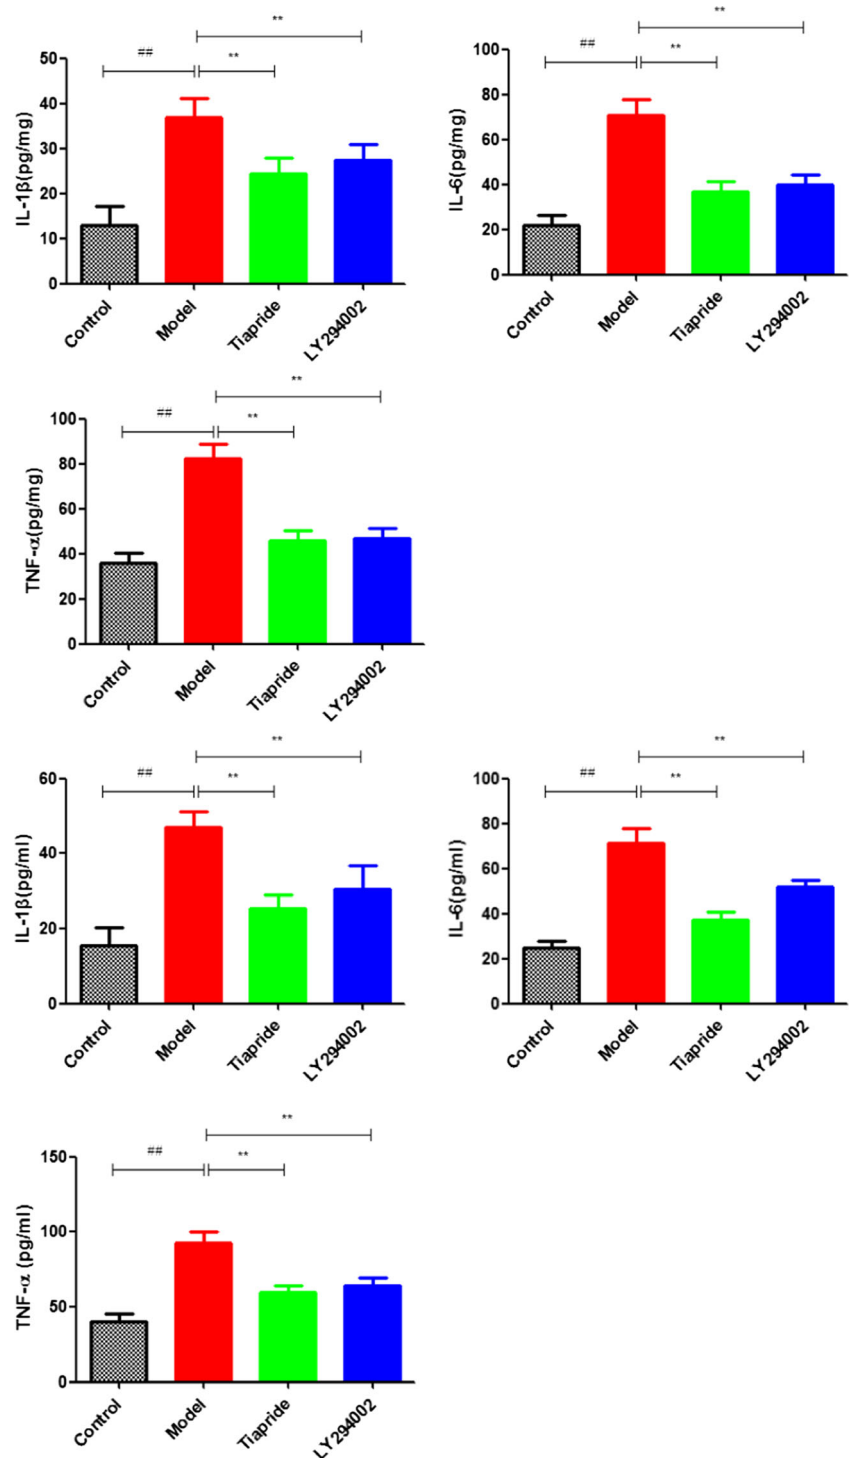 **
##
**
IL-1β(pg/mg)
50
40
30
20
10
0
Control
Model
Tiapride
LY294002
**
##
**
IL-6(pg/mg)
100
80
60
40
20
0
Control
Model
Tiapride
LY294002
**
##
**
TNF-α(pg/mg)
100
80
60
40
20
0
Control
Model
Tiapride
LY294002
**
##
**
IL-1β(pg/ml)
60
40
20
0
Control
Model
Tiapride
LY294002
**
##
**
IL-6(pg/ml)
100
80
60
40
20
0
Control
Model
Tiapride
LY294002
**
##
**
TNF-α (pg/ml)
150
100
50
0
Control
Model
Tiapride
LY294002